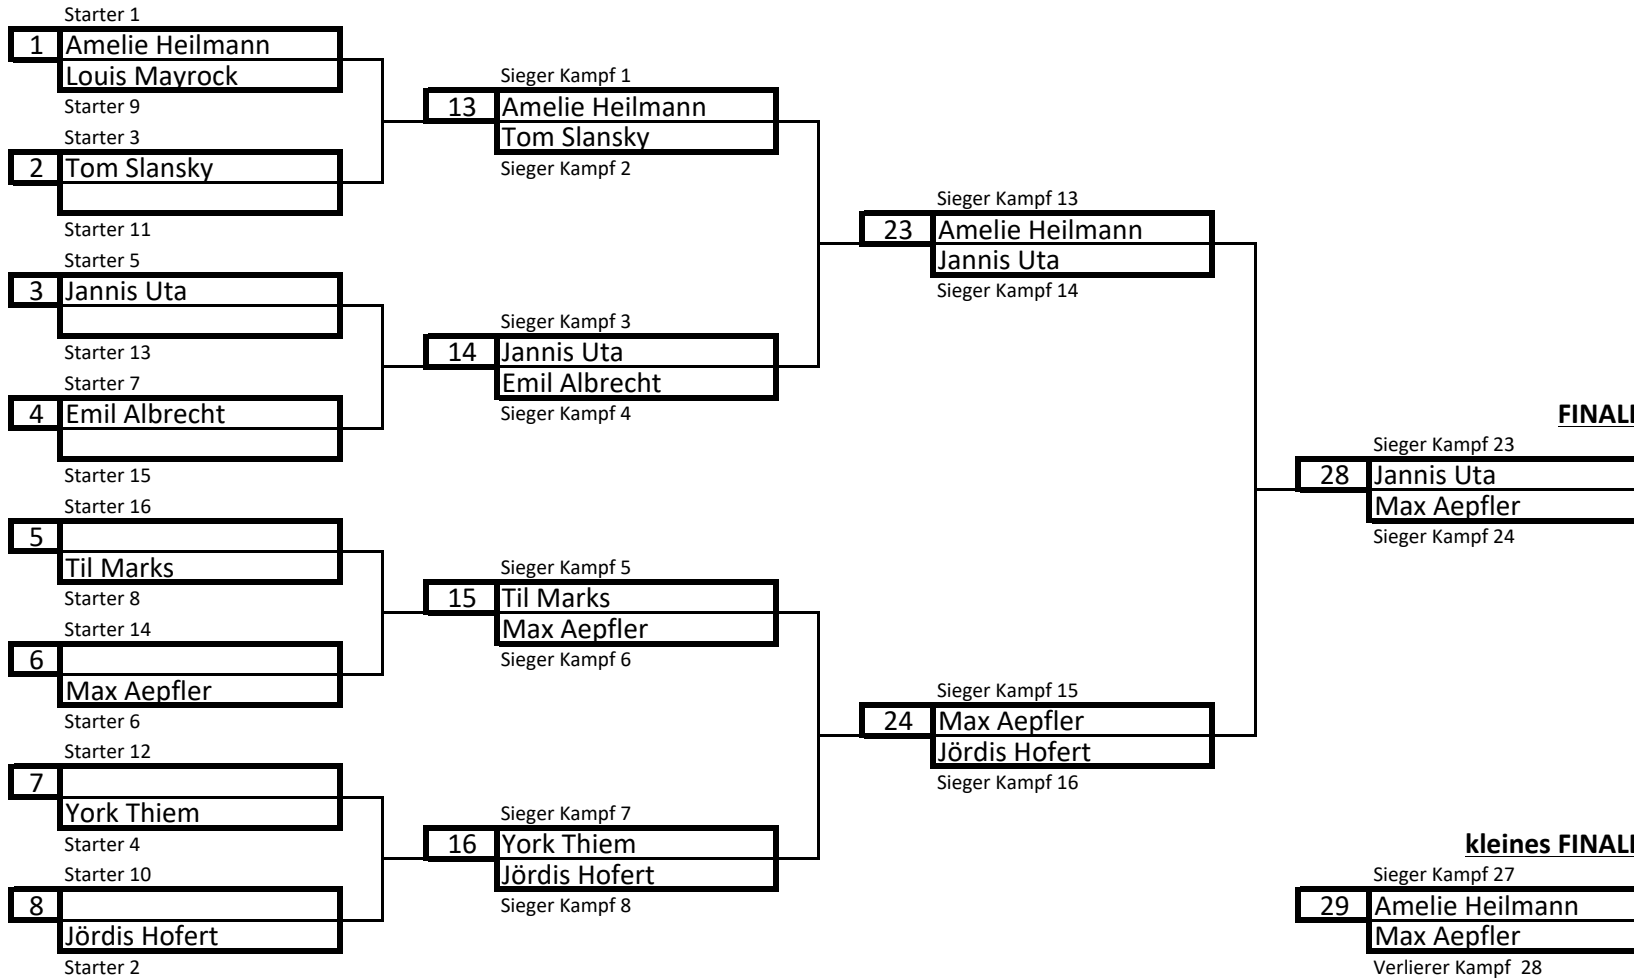 Starter 1
1 Amelie Heilmann
Louis Mayrock
Starter 9
Starter 3
2 Tom Slansky
Starter 11
Starter 5
3 Jannis Uta
Starter 13
Starter 7
4 Emil Albrecht
Starter 15
Starter 16
5
Til Marks
Starter 8
Starter 14
6
Max Aepfler
Starter 6
Starter 12
7
York Thiem
Starter 4
Starter 10
8
Jördis Hofert
Starter 2
Sieger Kampf 1
13 Amelie Heilmann
Tom Slansky
Sieger Kampf 2
Sieger Kampf 3
14 Jannis Uta
Emil Albrecht
Sieger Kampf 4
Sieger Kampf 5
15 Til Marks
Max Aepfler
Sieger Kampf 6
Sieger Kampf 7
16 York Thiem
Jördis Hofert
Sieger Kampf 8
Sieger Kampf 13
23 Amelie Heilmann
Jannis Uta
Sieger Kampf 14
Sieger Kampf 15
24 Max Aepfler
Jördis Hofert
Sieger Kampf 16
FINALE
Sieger Kampf 23
28 Jannis Uta
Max Aepfler
Sieger Kampf 24
kleines FINALE
Sieger Kampf 27
29 Amelie Heilmann
Max Aepfler
Verlierer Kampf 28